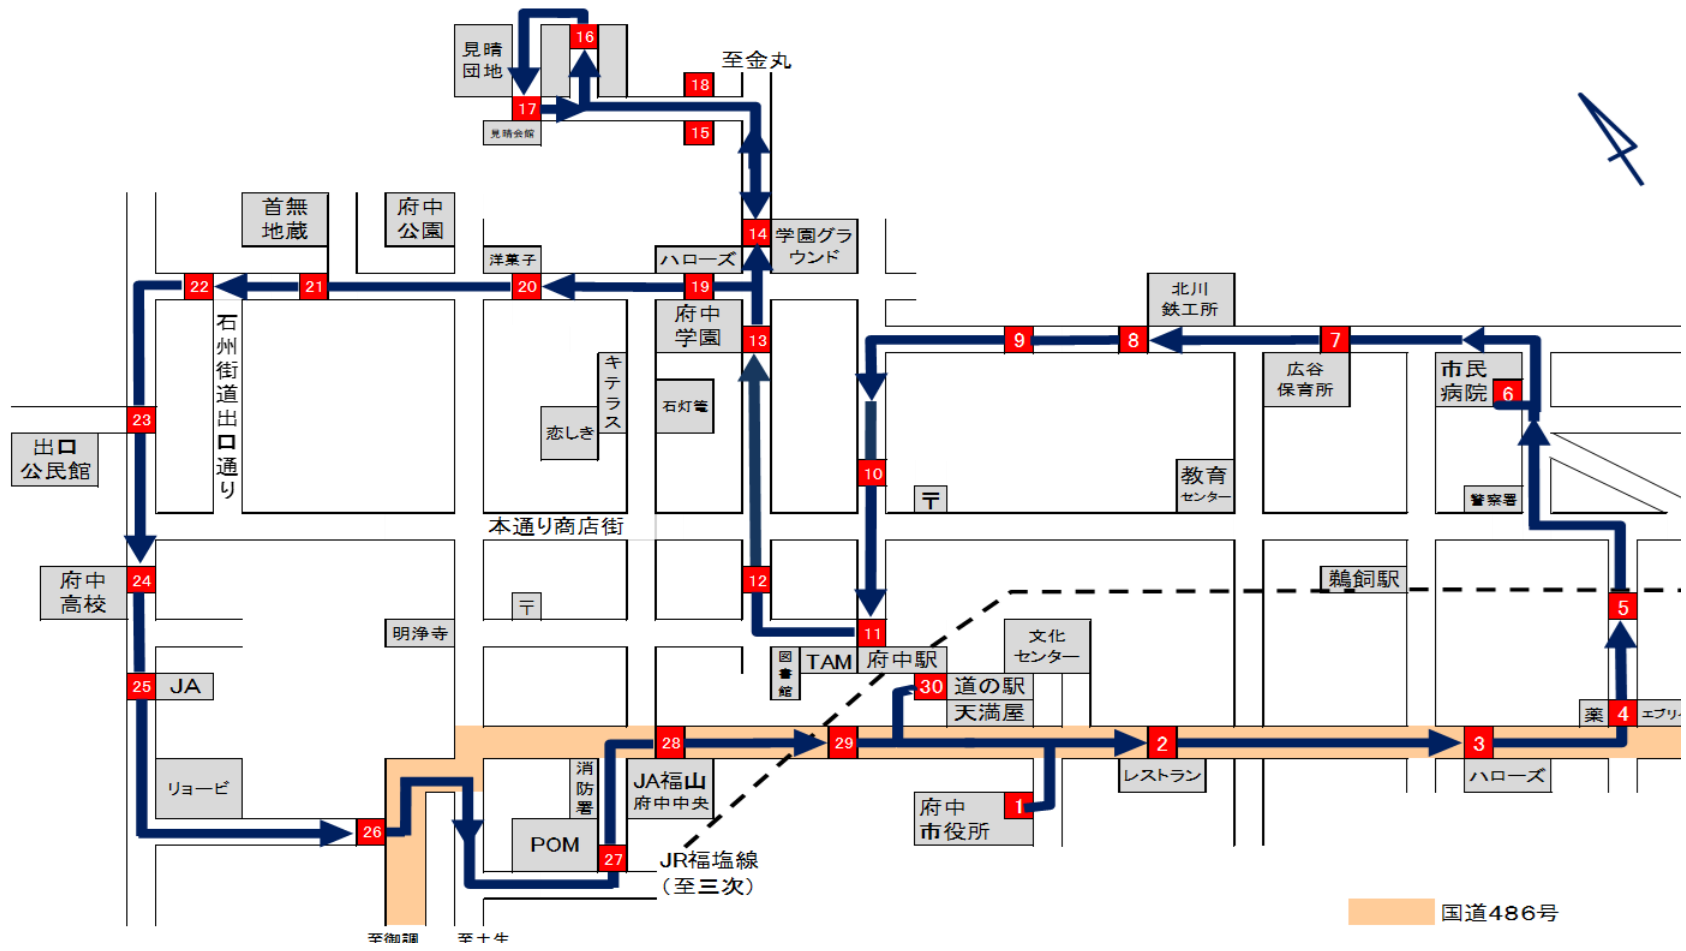 見晴
団地
16
至金丸
18
17
15
見晴会館
首無
地蔵
府中
公園
洋菓子
ハローズ
14
学園グラ
ウンド
22
21
20
19
北川
鉄工所
府中
学園
13
9
8
7
石州街道出口通り
キテラス
石灯篭
広谷
保育所
市民
病院
6
23
恋しき
出口
公民館
10
教育
センター
〒
警察署
本通り商店街
府中
高校
24
12
鵜飼駅
〒
5
明浄寺
11
文化
センター
図書館
TAM
府中駅
25
JA
30
道の駅
天満屋
薬
4
エブリイ
28
29
2
3
リョービ
消防署
JA福山
府中中央
レストラン
ハローズ
府中
市役所
1
26
POM
27
JR福塩線
（至三次）
国道486号
至御調
至土生